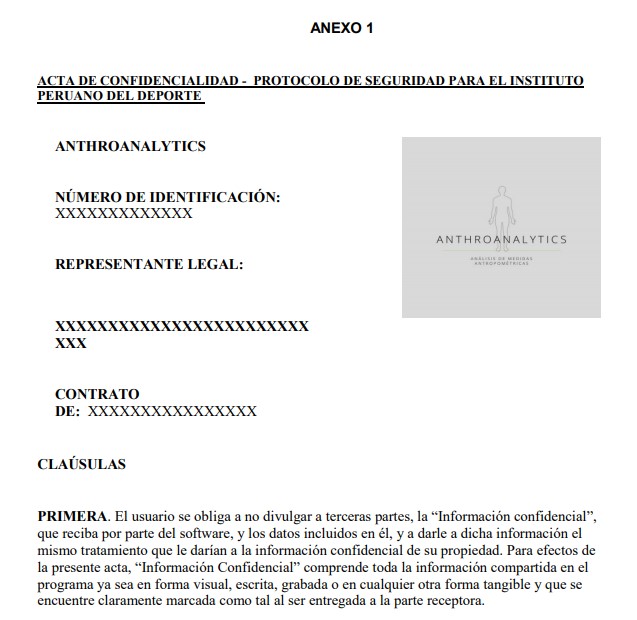 ANEXO 1
ACTA DE CONFIDENCIALIDAD - PROTOCOLO DE SEGURIDAD PARA EL INSTITUTO
PERUANO DEL DEPORTE
ANTHROANALYTICS
NÚMERO DE IDENTIFICACIÓN:
XXXXXXXXXXXXX
REPRESENTANTE LEGAL:
XXXXXXXXXXXXXXXXXXXXXXXX
XXX
CONTRATO
DE: XXXXXXXXXXXXXXXX
ANTHROANALYTICS
ANÁLISIS DE MEDIDAS
ANTROPOMÉTRICAS
CLAÚSULAS
PRIMERA. El usuario se obliga a no divulgar a terceras partes, la “Información confidencial”,
que reciba por parte del software, y los datos incluidos en él, y a darle a dicha información el
mismo tratamiento que le darían a la información confidencial de su propiedad. Para efectos de
la presente acta, “Información Confidencial” comprende toda la información compartida en el
programa ya sea en forma visual, escrita, grabada o en cualquier otra forma tangible y que se
encuentre claramente marcada como tal al ser entregada a la parte receptora.